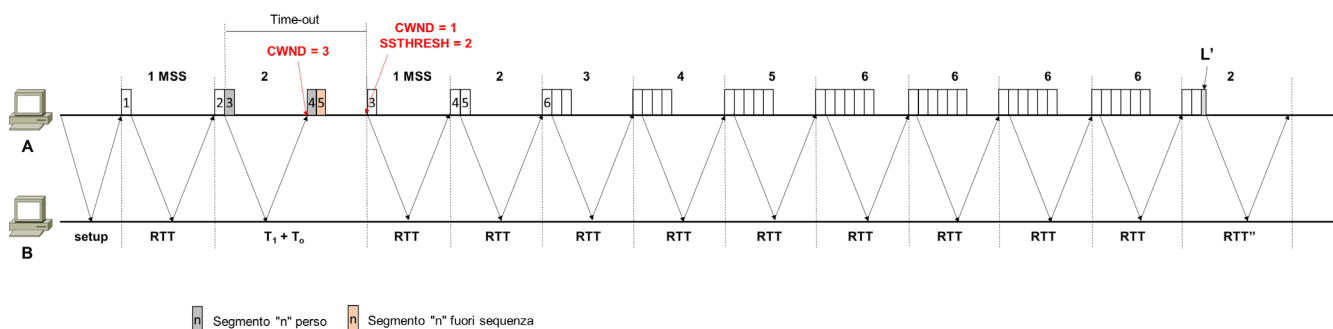 Time-out
CWND = 3
CWND = 1
SSTHRESH = 2
1 MSS 2 1 MSS 2 3 4 5 6 6 6 6 2
L’
1 2 3 4 5 3 4 5 6
A
B
setup RTT T1 + To RTT RTT RTT RTT RTT RTT RTT RTT RTT RTT”
n Segmento "n" perso n Segmento "n" fuori sequenza